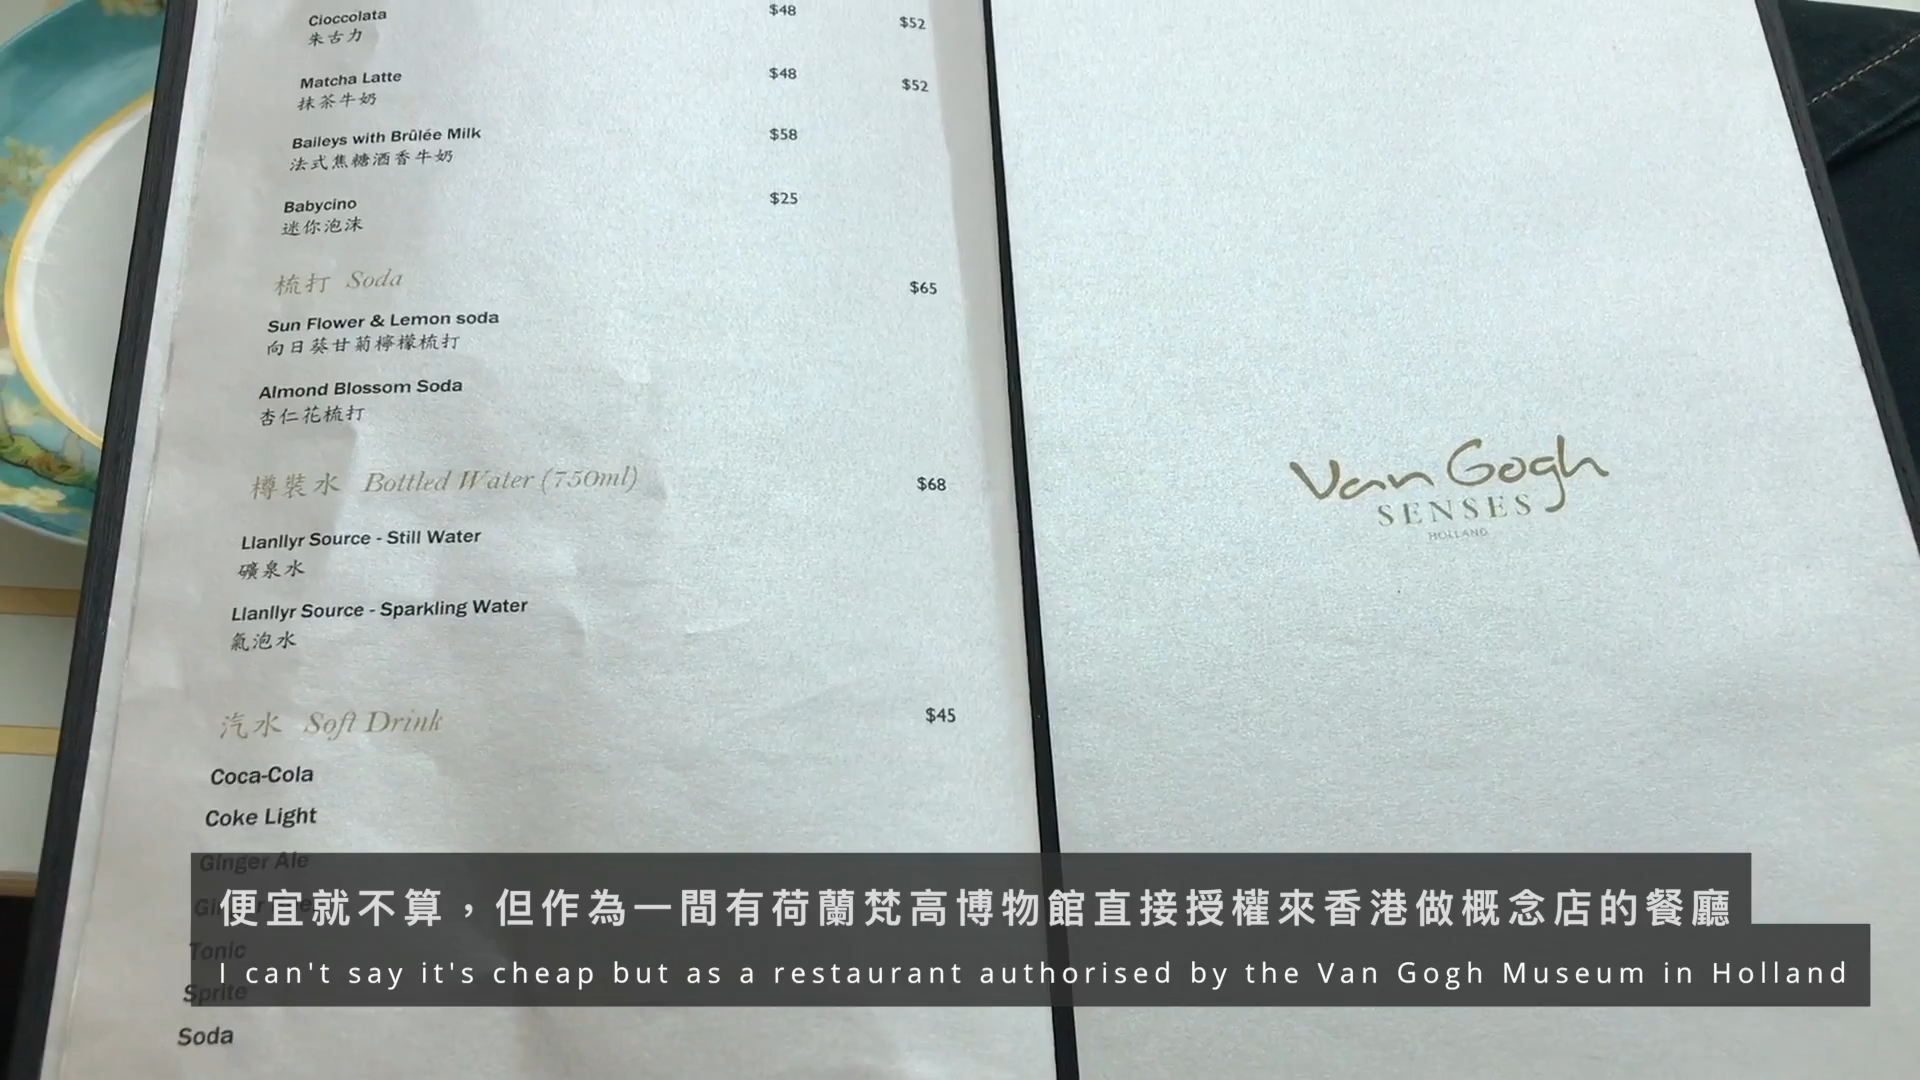 Cioccolata $48 $52
朱古力
Matcha Latte $48 $52
抹茶牛奶
Baileys with Brûlée Milk $58
法式焦糖酒香牛奶
Babycino $25
迷你泡沫
梳打 Soda $65
Sun Flower & Lemon soda
向日葵甘菊檸檬梳打
Almond Blossom Soda
杏仁花梳打
樽裝水 Bottled Water (750ml) $68
Llanllyr Source - Still Water
礦泉水
Llanllyr Source - Sparkling Water
氣泡水
汽水 Soft Drink $45
Coca-Cola
Coke Light
Ginger Ale
Tonic
Sprite
Soda
Van Gogh
SENSES
HOLLAND
便宜就不算，但作為一間有荷蘭梵高博物館直接授權來香港做概念店的餐廳
I can't say it's cheap but as a restaurant authorised by the Van Gogh Museum in Holland